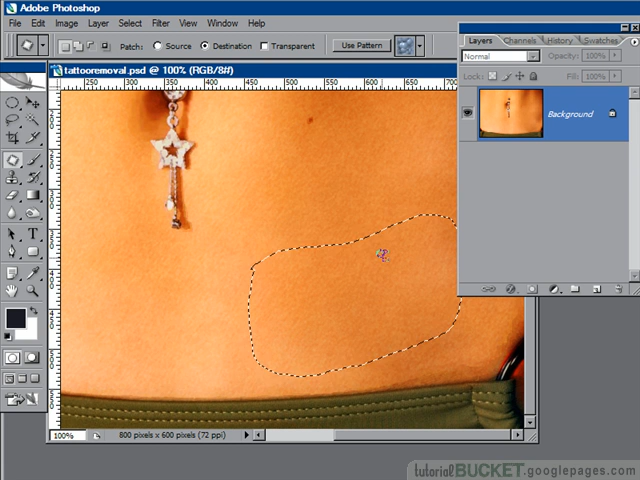 Adobe Photoshop
File Edit Image Layer Select Filter View Window Help
Patch: Source Destination Transparent Use Pattern
tattooremoval.psd @ 100% (RGB/8#)
250 300 350 400 450 500 550 600 650 700
Layers Channels History Swatches
Normal Opacity: 100%
Lock: Fill: 100%
Background
T
100% 800 pixels x 600 pixels (72 ppi)
tutorialBUCKET.googlepages.com